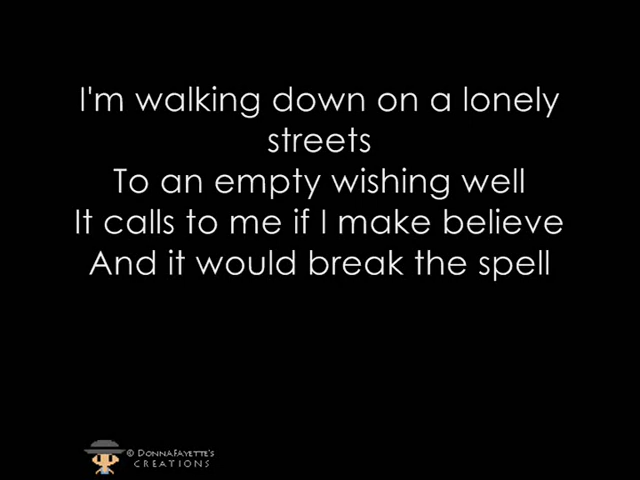 I'm walking down on a lonely
streets
To an empty wishing well
It calls to me if I make believe
And it would break the spell
© DonnaFayette's
CREATIONS